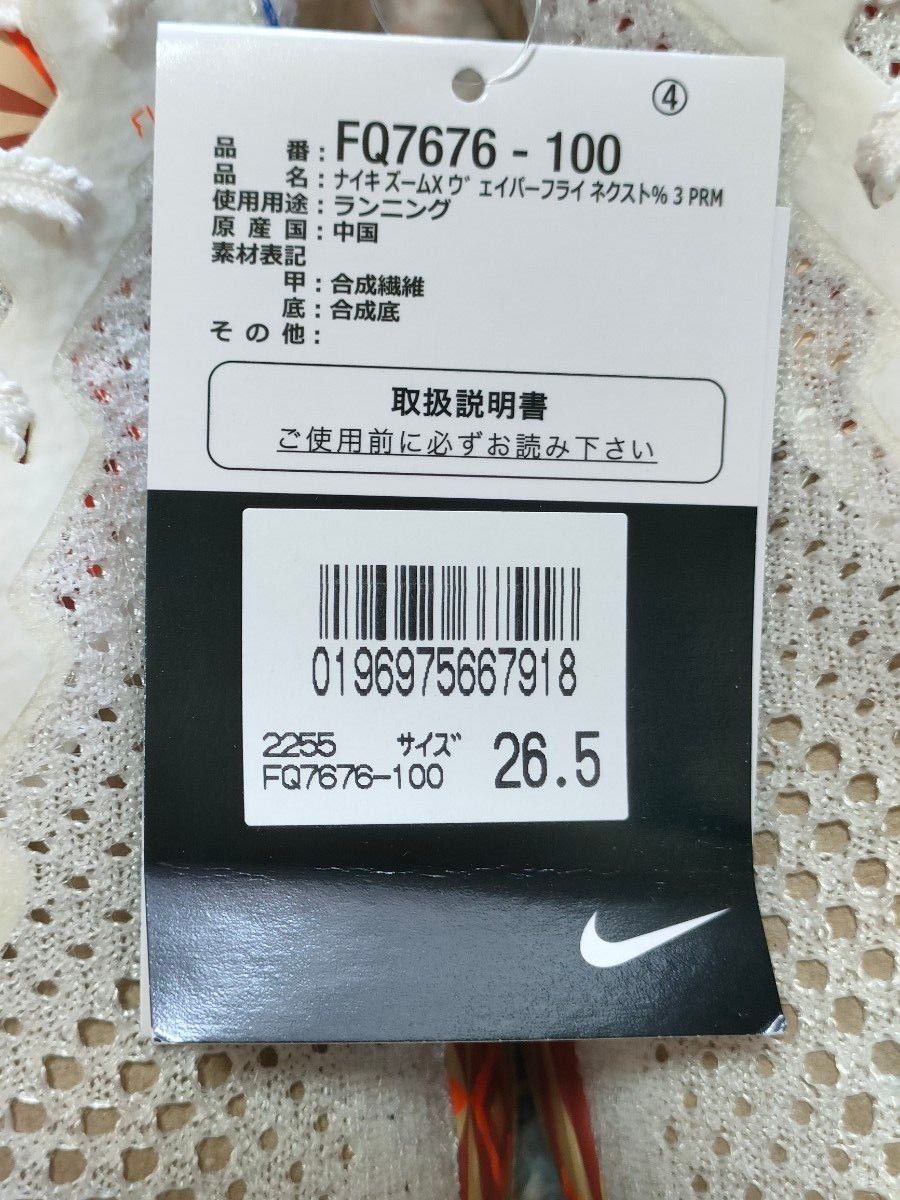 ④
品番：FQ7676 - 100
品名：ナイキ ズームX ヴェイパーフライ ネクスト% 3 PRM
使用用途：ランニング
原産国：中国
素材表記
甲：合成繊維
底：合成底
その他：
取扱説明書
ご使用前に必ずお読み下さい
0196975667918
2255 サイズ 26.5
FQ7676-100